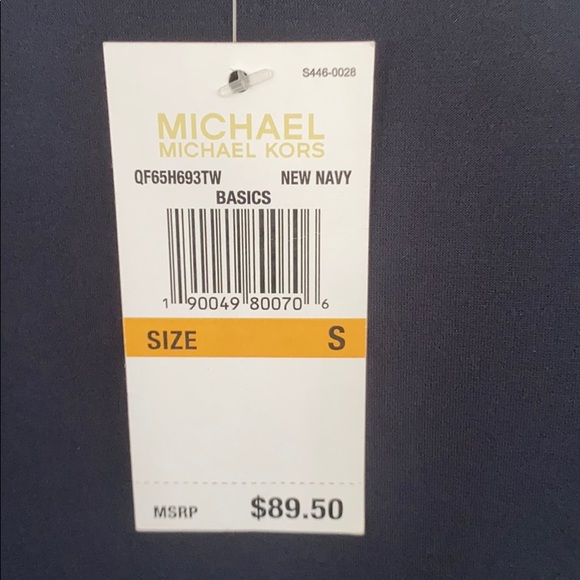 S446-0028
MICHAEL
MICHAEL KORS
QF65H693TW NEW NAVY
BASICS
1 90049 80070 6
SIZE S
MSRP $89.50